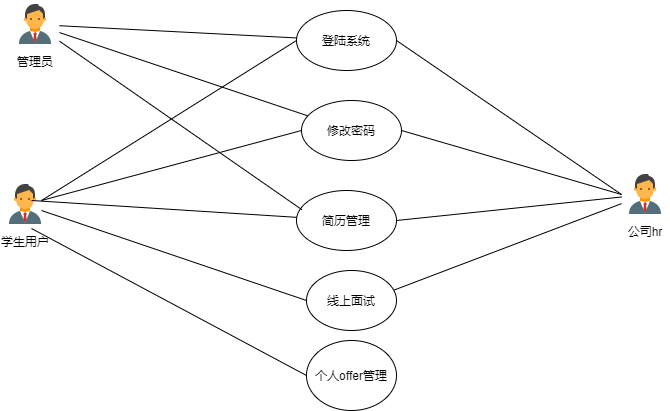 登陆系统
管理员
修改密码
简历管理
学生用户
公司hr
线上面试
个人offer管理